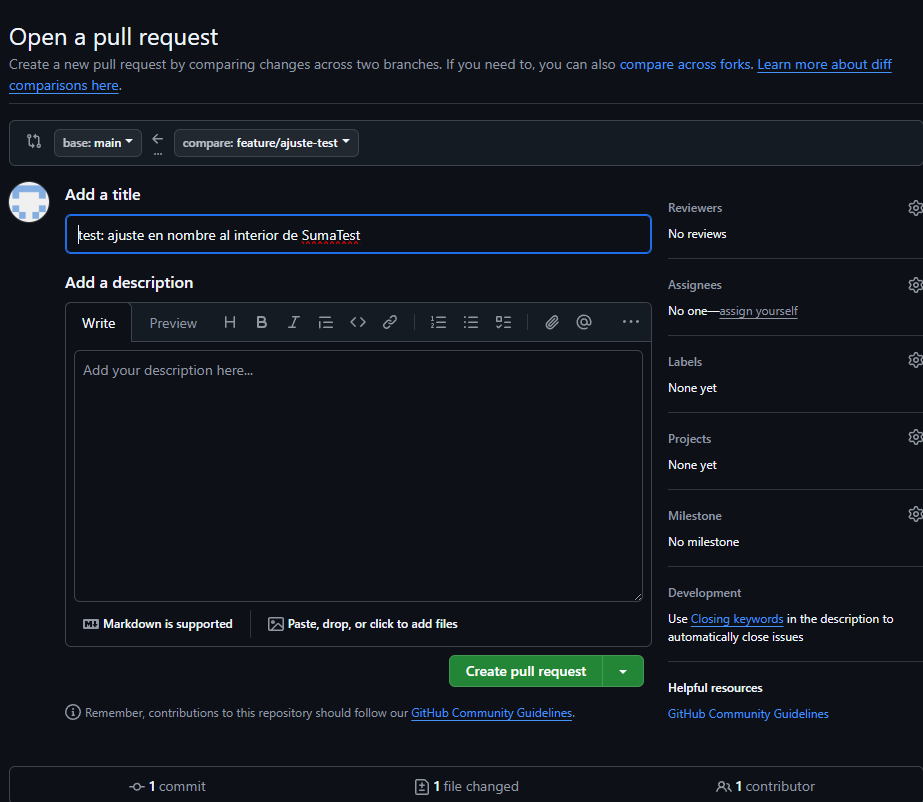 Open a pull request
Create a new pull request by comparing changes across two branches. If you need to, you can also compare across forks. Learn more about diff
comparisons here.
base: main
...
compare: feature/ajuste-test
Add a title
test: ajuste en nombre al interior de SumaTest
Add a description
Write
Preview
Add your description here...
Markdown is supported
Paste, drop, or click to add files
Create pull request
Remember, contributions to this repository should follow our GitHub Community Guidelines.
Reviewers
No reviews
Assignees
No one—assign yourself
Labels
None yet
Projects
None yet
Milestone
No milestone
Development
Use Closing keywords in the description to
automatically close issues
Helpful resources
GitHub Community Guidelines
1 commit
1 file changed
1 contributor